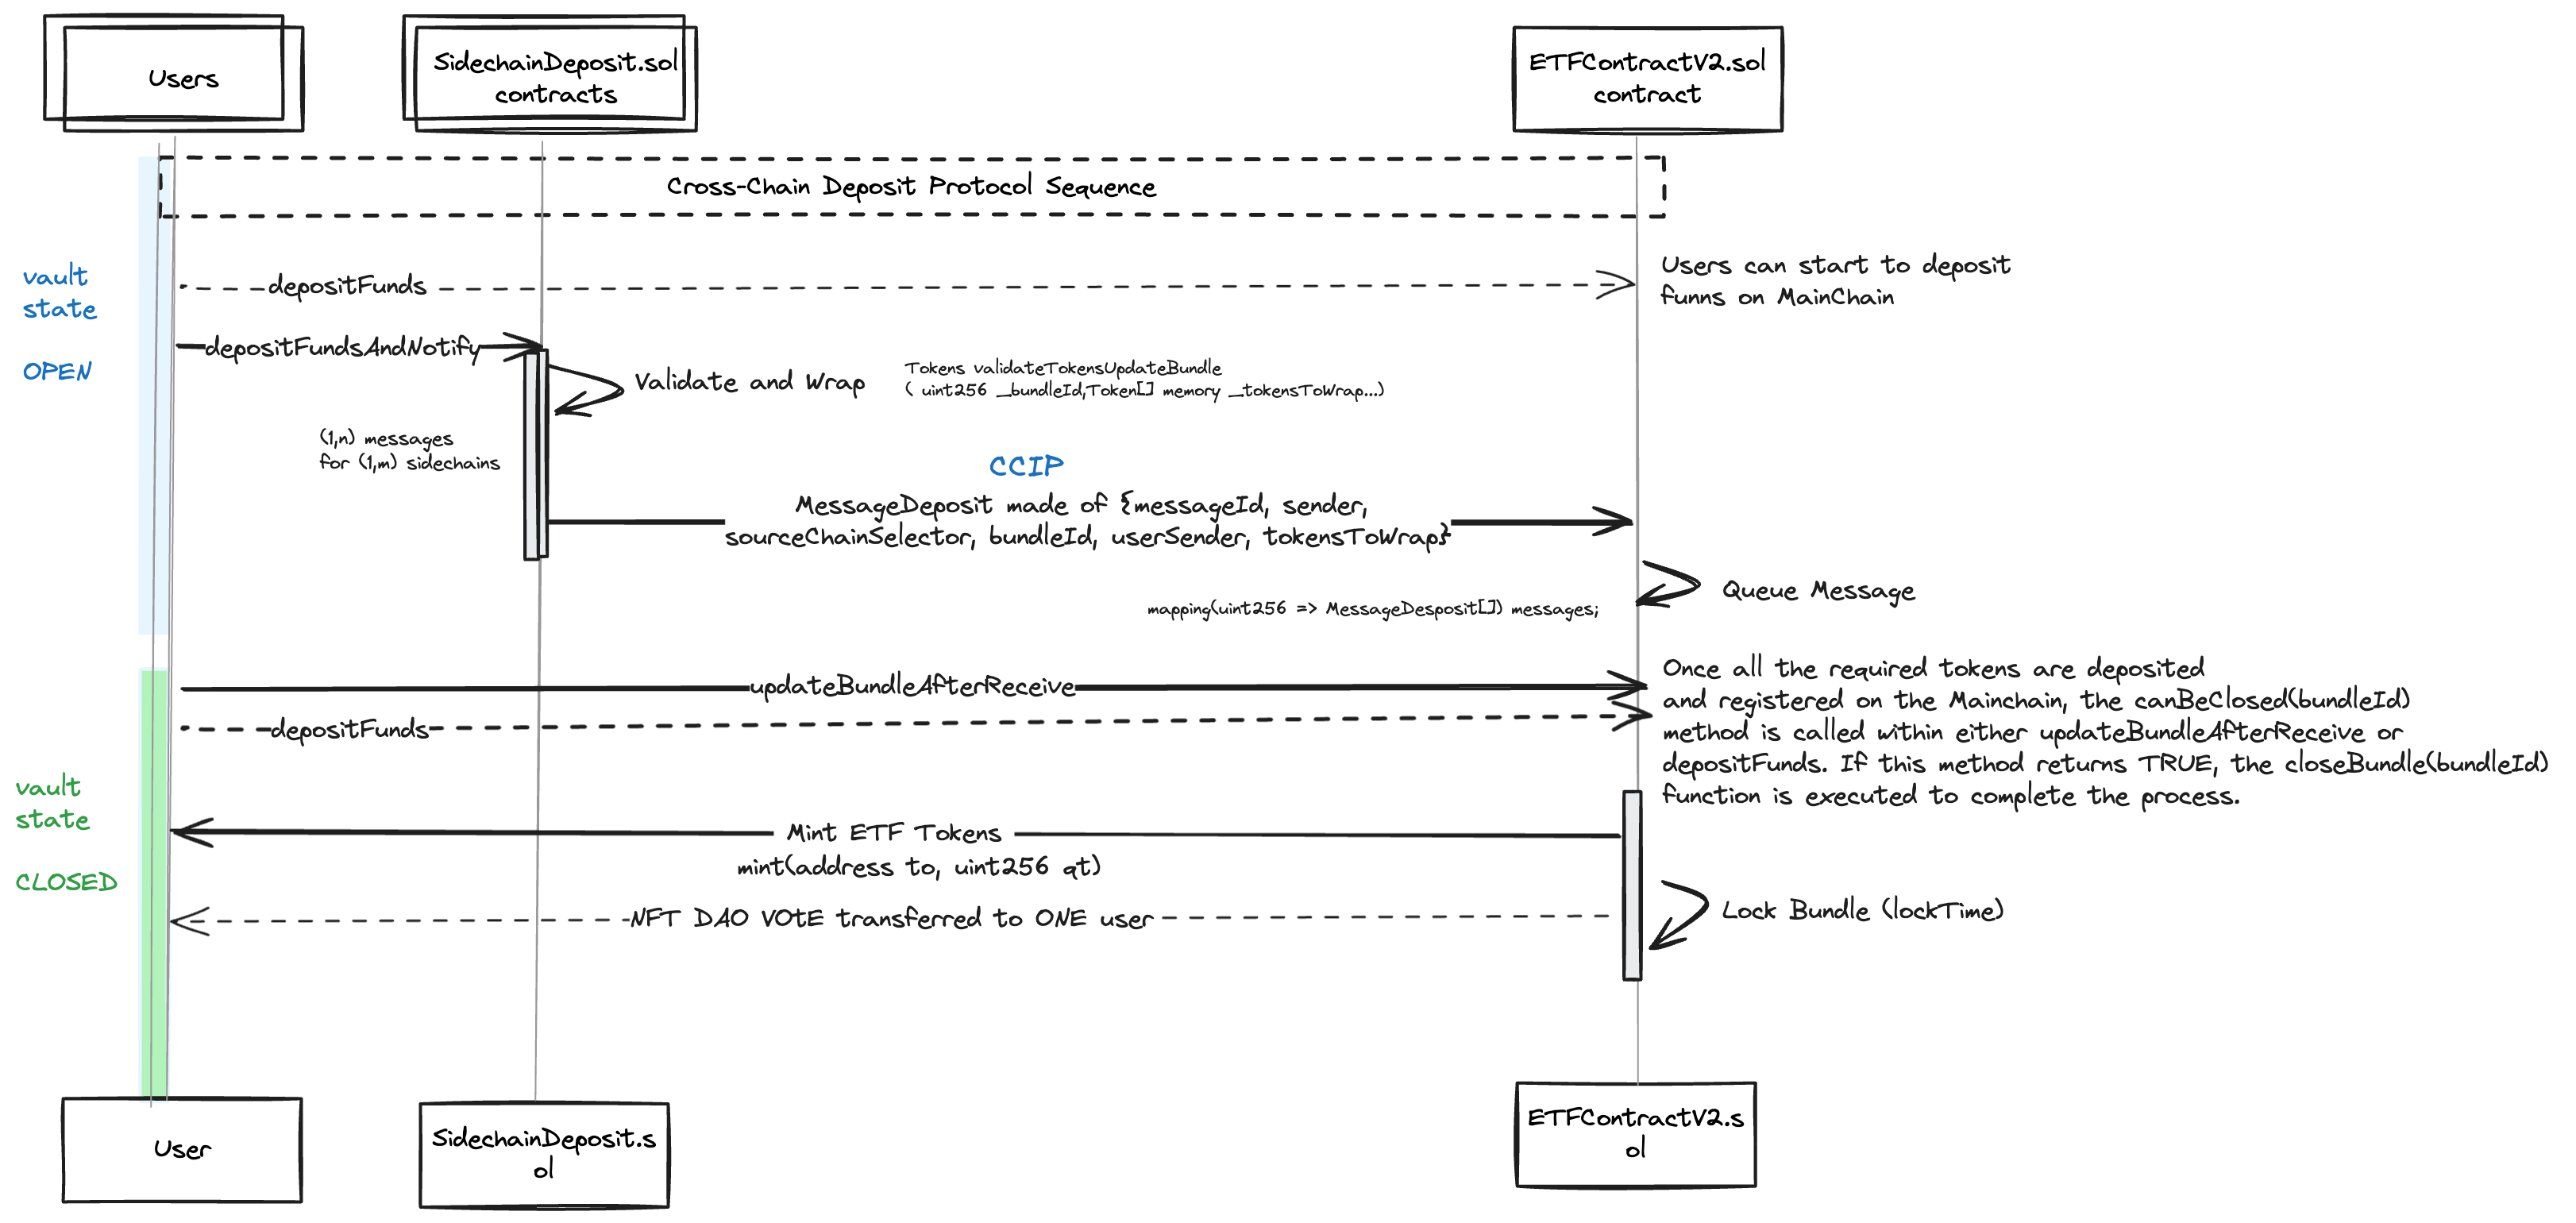 Users
SidechainDeposit.sol
contracts
ETFContractV2.sol
contract
Cross-Chain Deposit Protocol Sequence
vault
state
OPEN
depositFunds
Users can start to deposit
funns on MainChain
depositFundsAndNotify
Validate and Wrap
Tokens validateTokensUpdateBundle
( uint256 _bundleId,Token[] memory _tokensToWrap...)
(1,n) messages
for (1,m) sidechains
CCIP
MessageDeposit made of {messageId, sender,
sourceChainSelector, bundleId, userSender, tokensToWrap}
Queue Message
mapping(uint256 => MessageDesposit[]) messages;
updateBundleAfterReceive
depositFunds
Once all the required tokens are deposited
and registered on the Mainchain, the canBeClosed(bundleId)
method is called within either updateBundleAfterReceive or
depositFunds. If this method returns TRUE, the closeBundle(bundleId)
function is executed to complete the process.
vault
state
CLOSED
Mint ETF Tokens
mint(address to, uint256 qt)
NFT DAO VOtE transferred to ONE user
Lock Bundle (lockTime)
User
SidechainDeposit.s
ol
ETFContractV2.s
ol